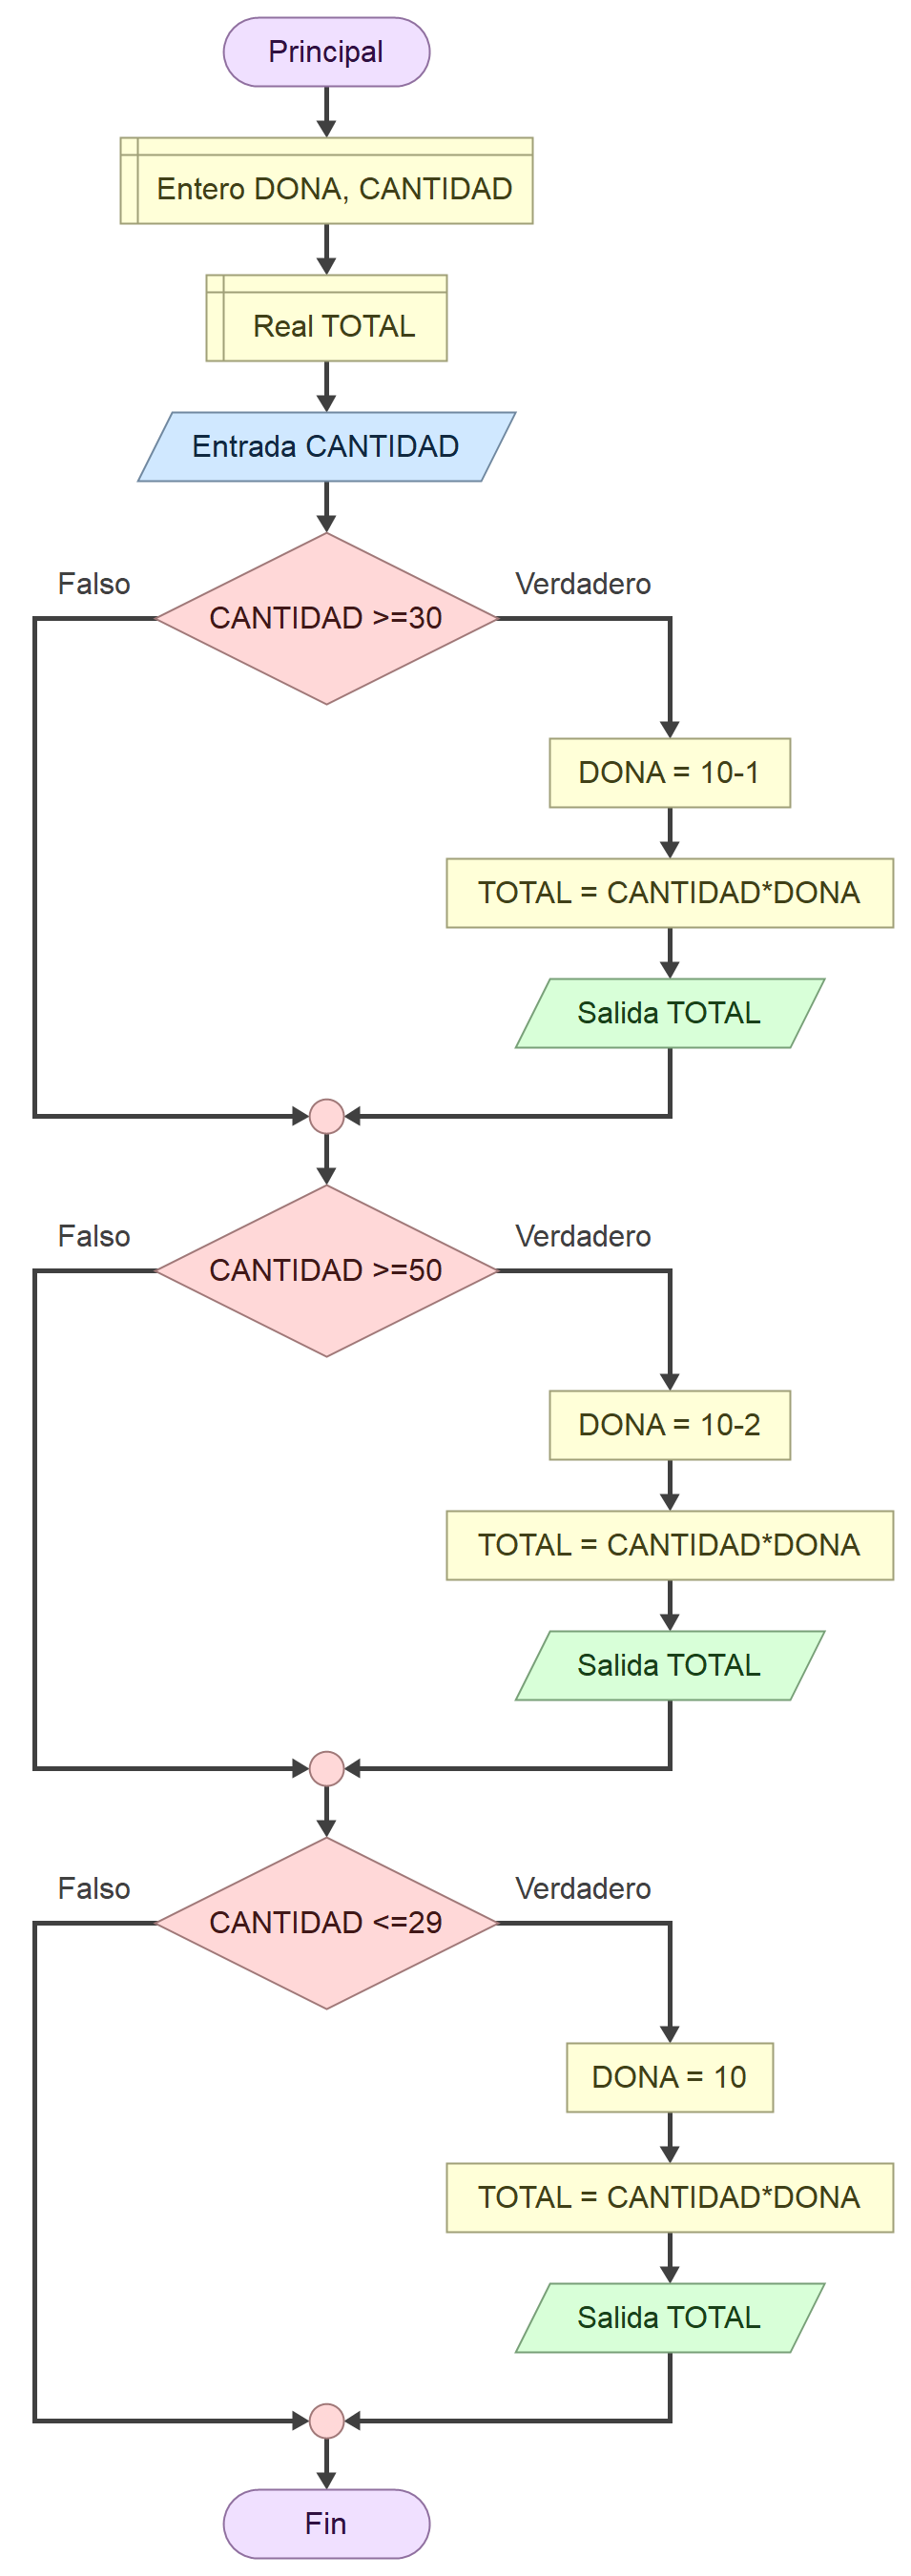 Principal
Entero DONA, CANTIDAD
Real TOTAL
Entrada CANTIDAD
Falso
Verdadero
CANTIDAD >=30
DONA = 10-1
TOTAL = CANTIDAD*DONA
Salida TOTAL
Falso
Verdadero
CANTIDAD >=50
DONA = 10-2
TOTAL = CANTIDAD*DONA
Salida TOTAL
Falso
Verdadero
CANTIDAD <=29
DONA = 10
TOTAL = CANTIDAD*DONA
Salida TOTAL
Fin